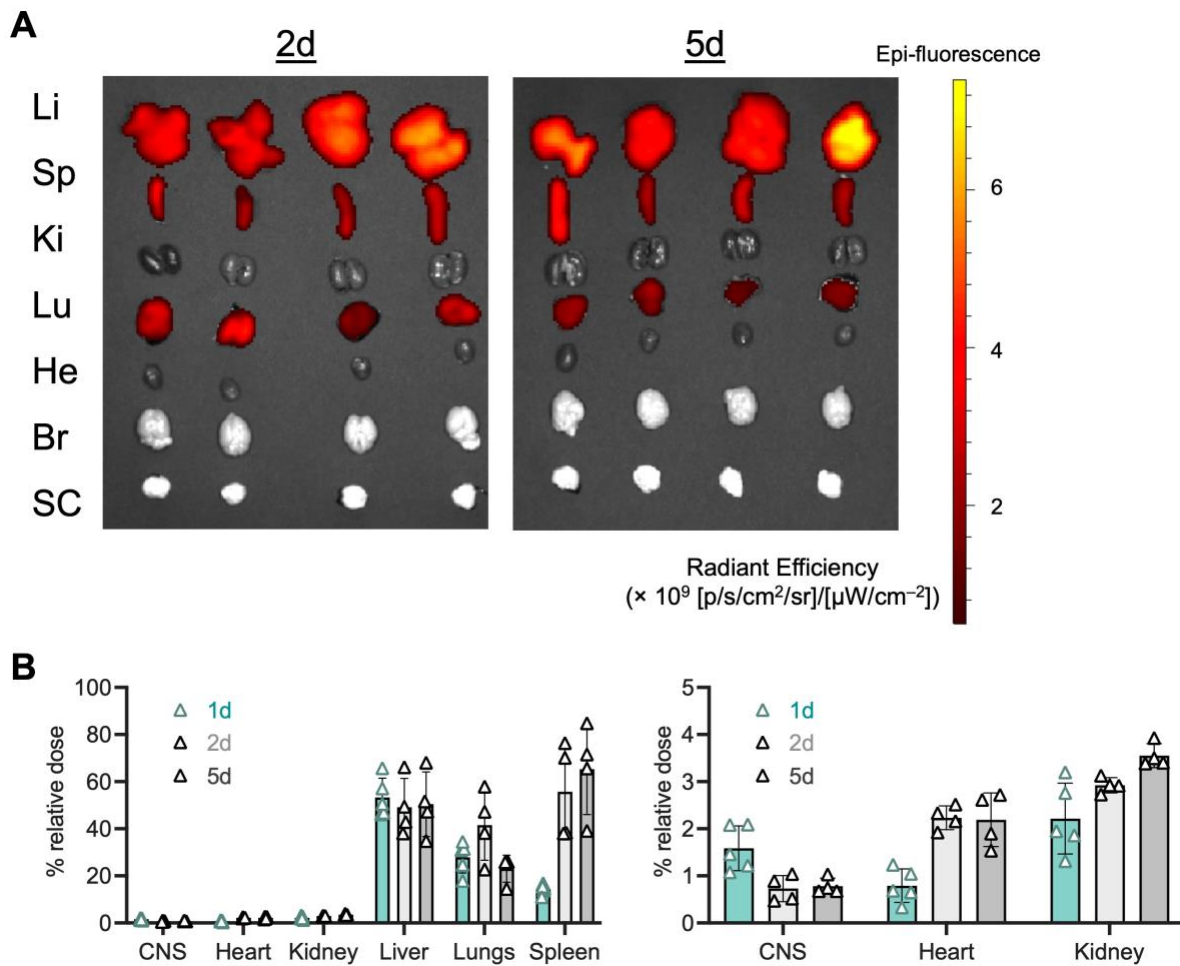 A
2d
5d
Epi-fluorescence
Li
Sp
Ki
Lu
He
Br
SC
6
4
2
Radiant Efficiency
(× 10⁹ [p/s/cm²/sr]/[µW/cm⁻²])
B
% relative dose
100
80
60
40
20
0
1d
2d
5d
CNS Heart Kidney Liver Lungs Spleen
% relative dose
5
4
3
2
1
0
1d
2d
5d
CNS Heart Kidney